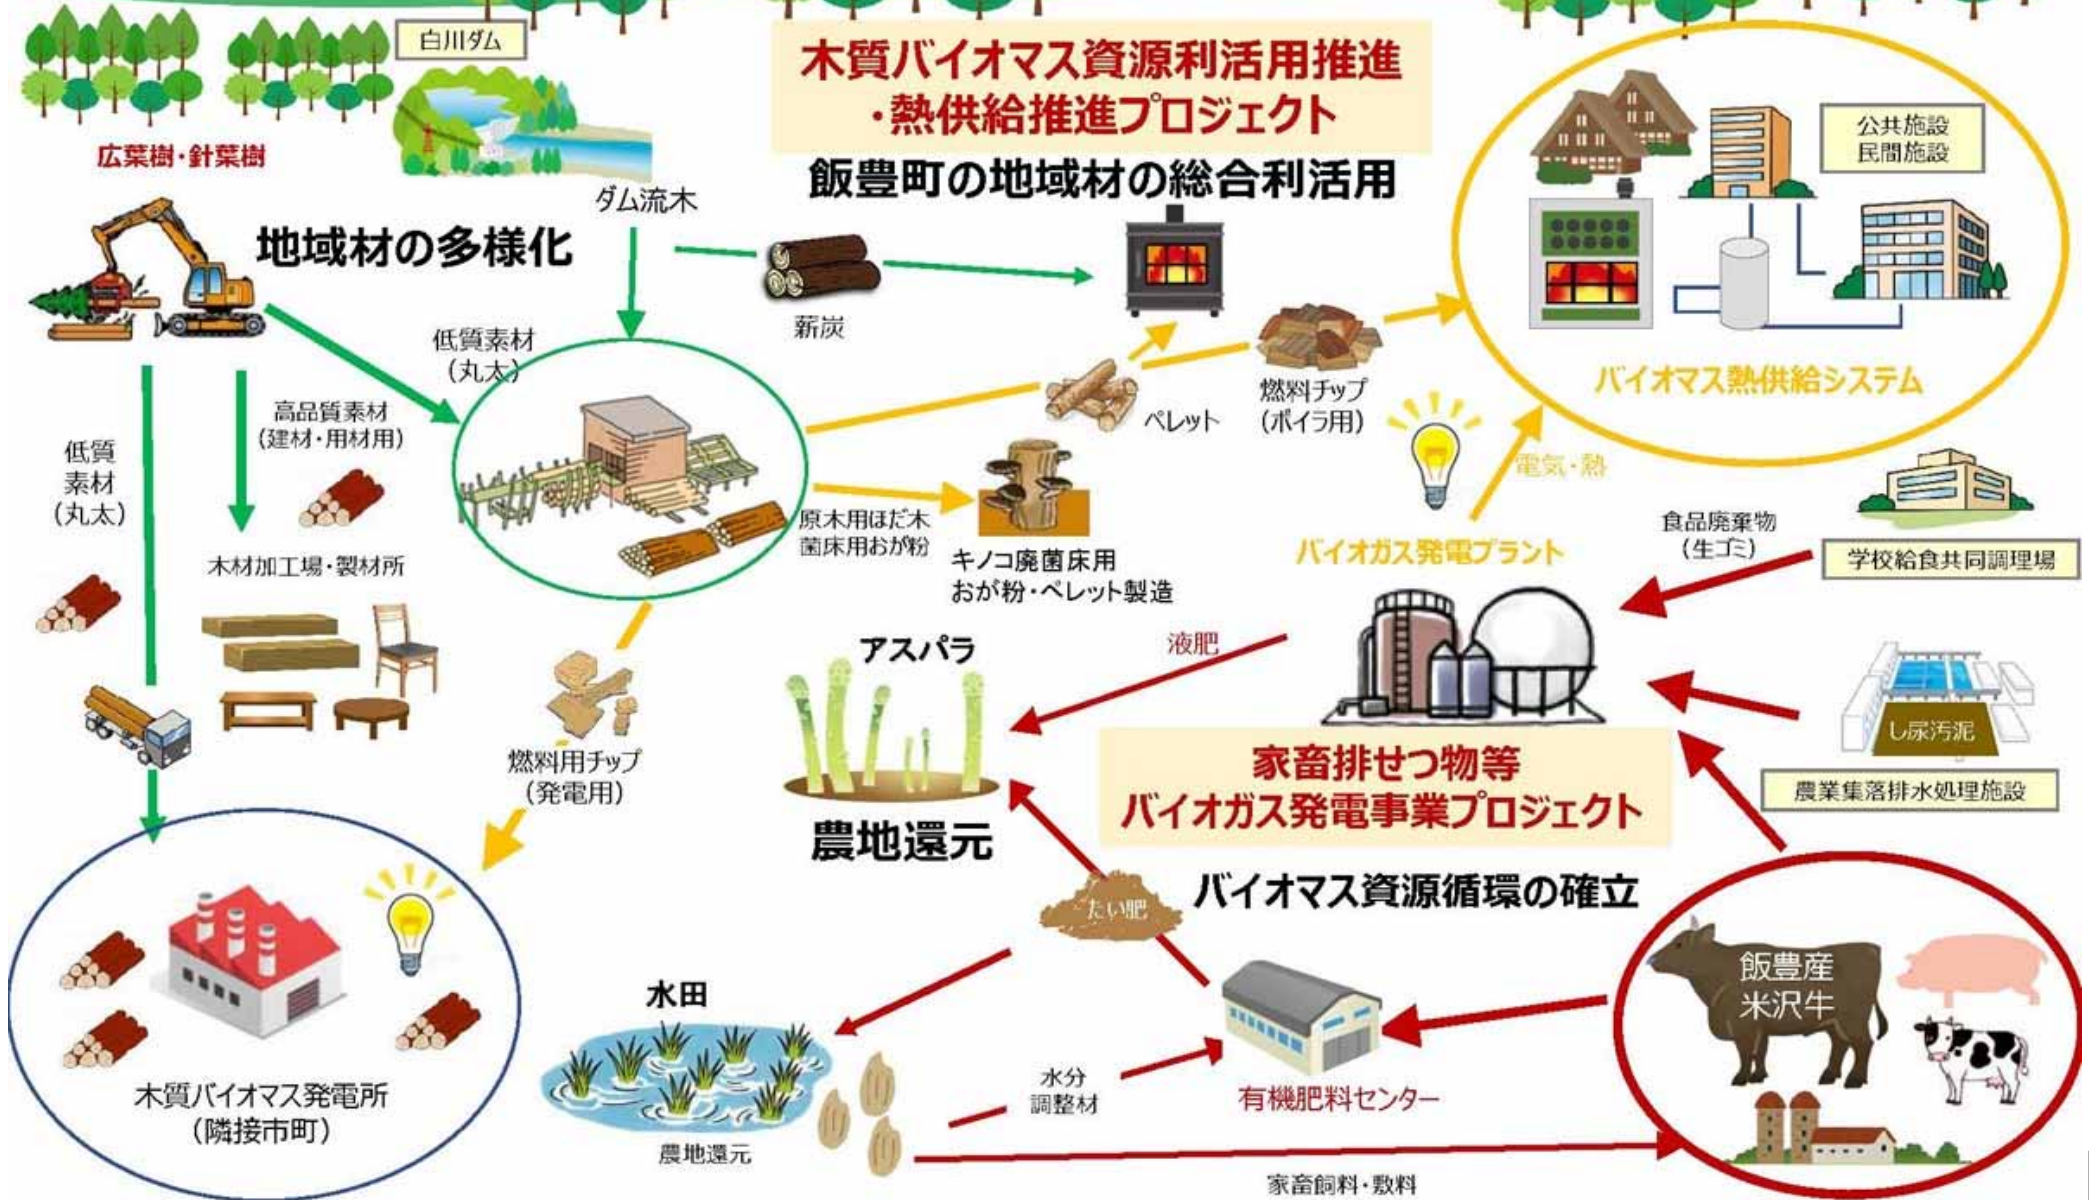 白川ダム
木質バイオマス資源利活用推進
・熱供給推進プロジェクト
飯豊町の地域材の総合利活用
公共施設
民間施設
広葉樹・針葉樹
ダム流木
地域材の多様化
薪炭
低質素材
(丸太)
高品質素材
(建材・用材用)
低質
素材
(丸太)
ペレット
燃料チップ
(ボイラ用)
バイオマス熱供給システム
電気・熱
原木用ほだ木
菌床用おが粉
キノコ廃菌床用
おが粉・ペレット製造
バイオガス発電プラント
食品廃棄物
(生ゴミ)
学校給食共同調理場
木材加工場・製材所
アスパラ
液肥
し尿汚泥
農業集落排水処理施設
燃料用チップ
(発電用)
家畜排せつ物等
バイオガス発電事業プロジェクト
農地還元
バイオマス資源循環の確立
たい肥
飯豊産
米沢牛
水田
水分
調整材
有機肥料センター
木質バイオマス発電所
(隣接市町)
農地還元
家畜飼料・敷料